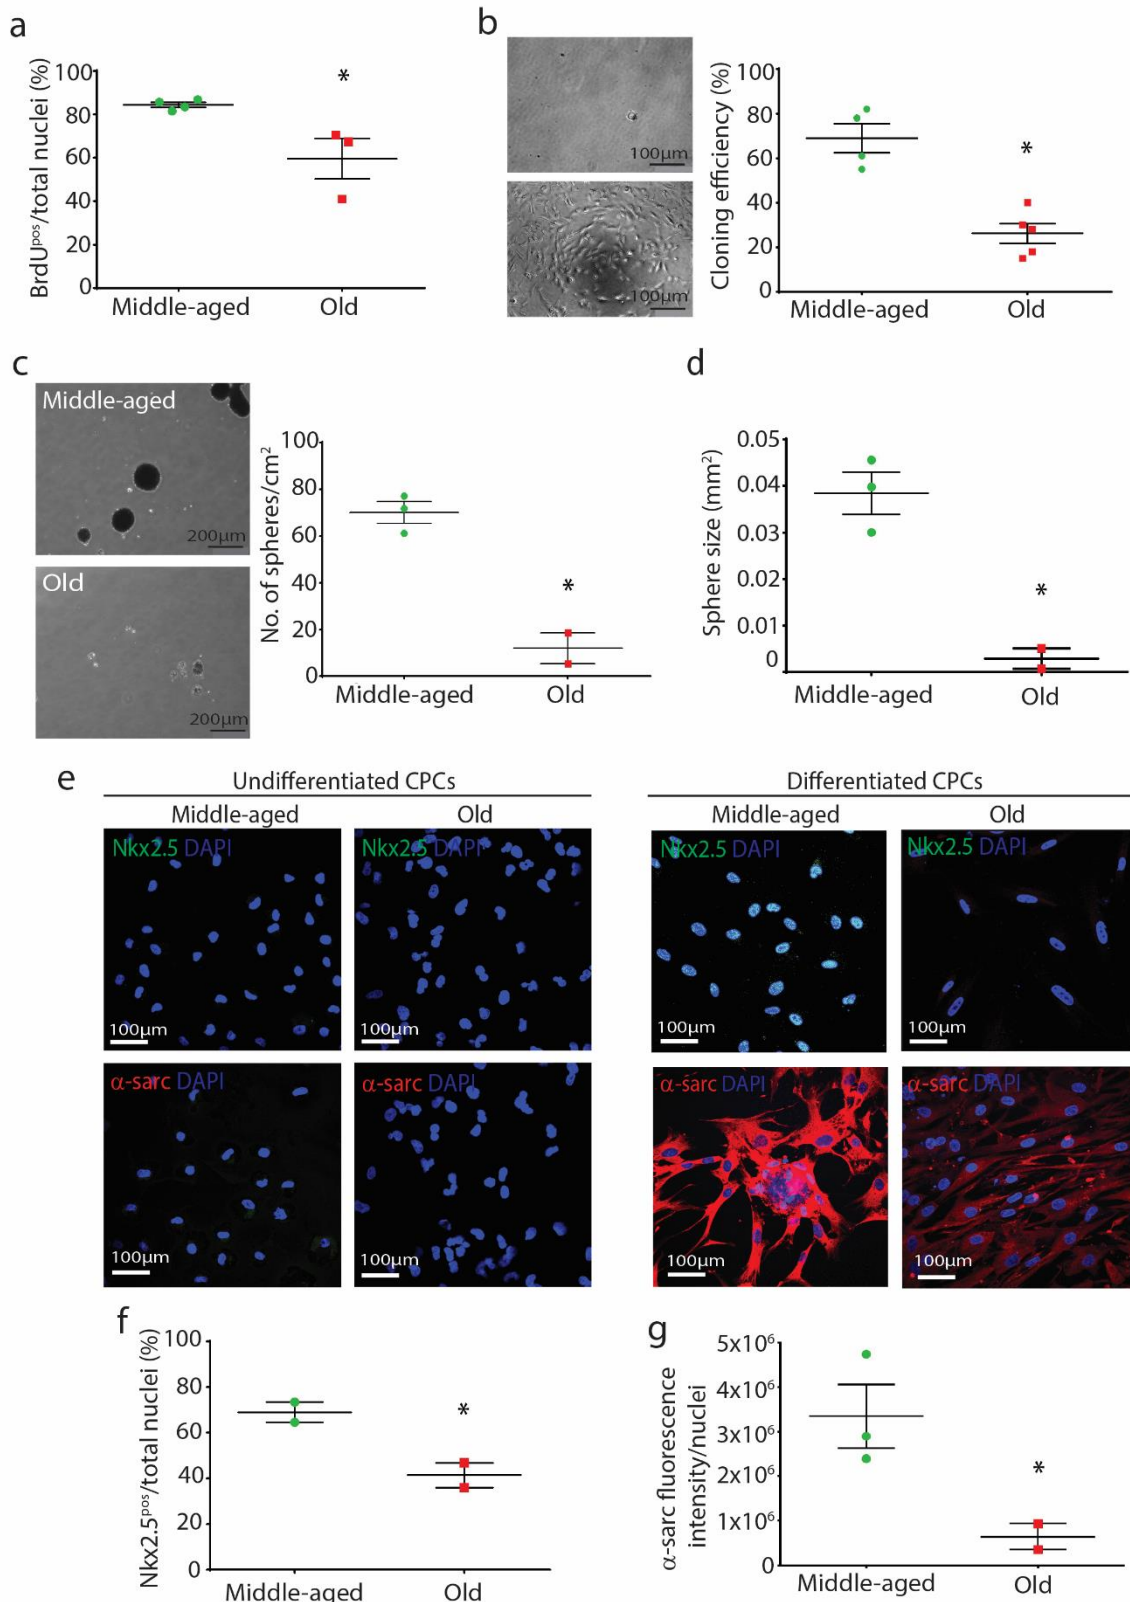 a
BrdUᵖᵒˢ/total nuclei (%)
100
80
60
40
20
0
*
Middle-aged
Old
b
100µm
100µm
Cloning efficiency (%)
100
80
60
40
20
0
*
Middle-aged
Old
c
Middle-aged
200µm
Old
200µm
No. of spheres/cm²
100
80
60
40
20
0
*
Middle-aged
Old
d
Sphere size (mm²)
0.05
0.04
0.03
0.02
0.01
0
*
Middle-aged
Old
e
Undifferentiated CPCs
Differentiated CPCs
Middle-aged
Old
Middle-aged
Old
Nkx2.5 DAPI
100µm
Nkx2.5 DAPI
100µm
Nkx2.5 DAPI
100µm
Nkx2.5 DAPI
100µm
α-sarc DAPI
100µm
α-sarc DAPI
100µm
α-sarc DAPI
100µm
α-sarc DAPI
100µm
f
Nkx2.5ᵖᵒˢ/total nuclei (%)
100
80
60
40
20
0
*
Middle-aged
Old
g
α-sarc fluorescence
intensity/nuclei
5x10⁶
4x10⁶
3x10⁶
2x10⁶
1x10⁶
0
*
Middle-aged
Old